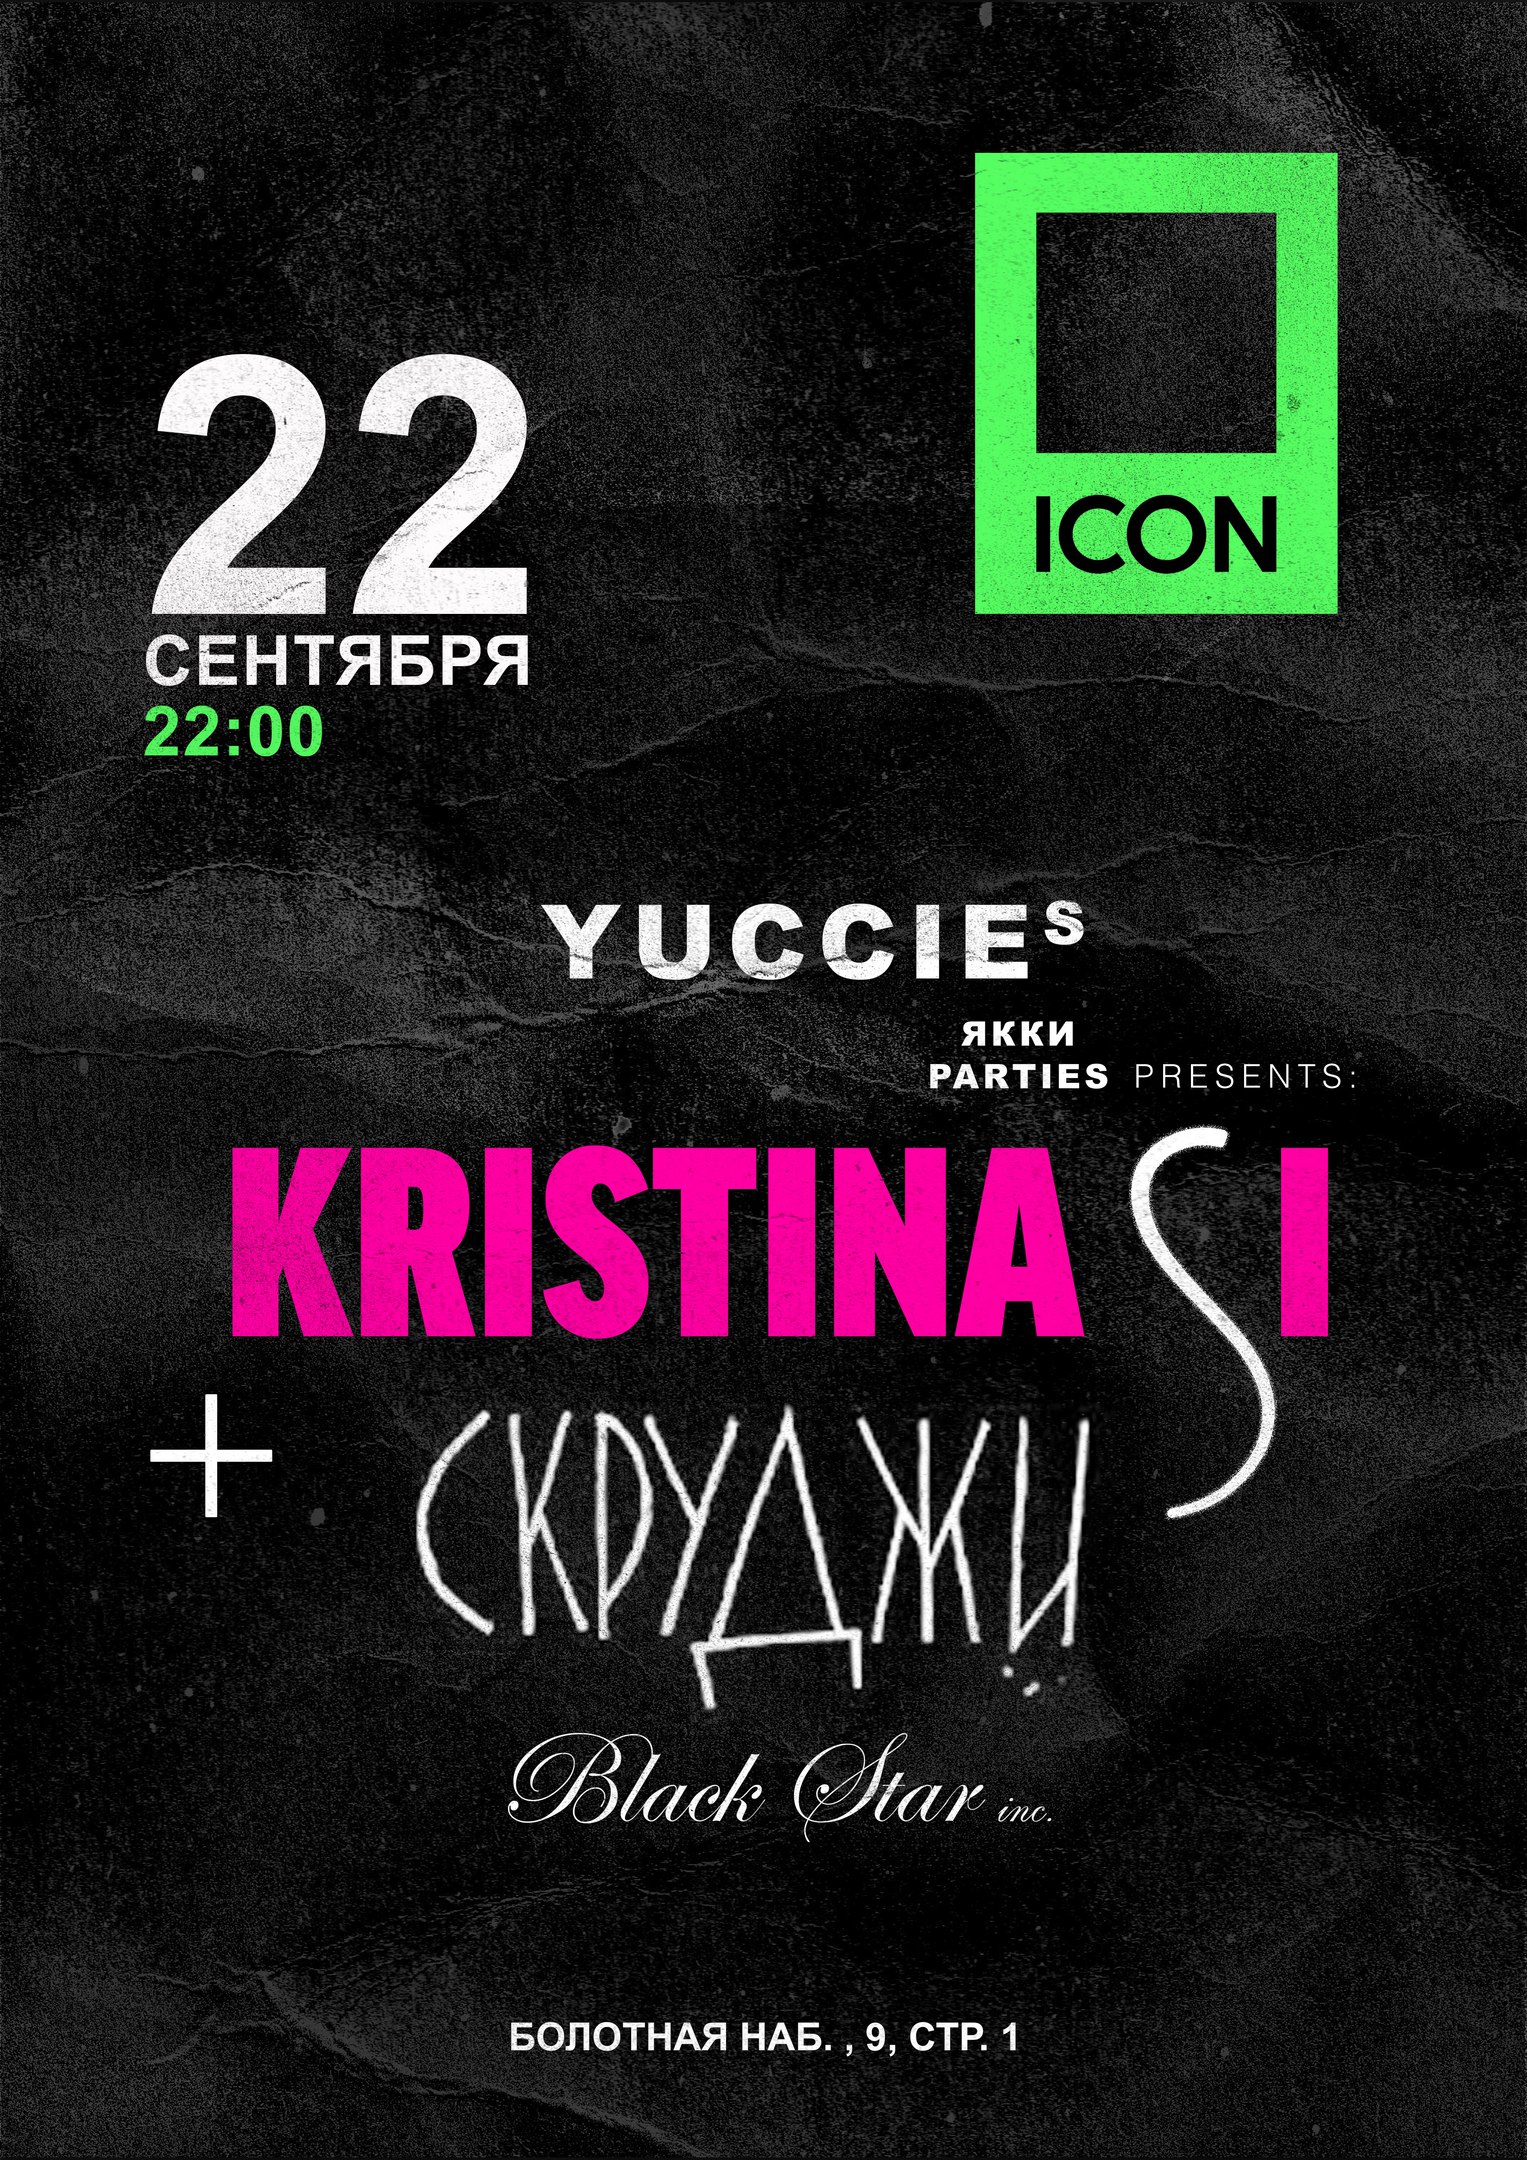 22
СЕНТЯБРЯ
22:00
ICON
YUCCIES
ЯККИ
PARTIES PRESENTS:
KRISTINA SI
+ СКРУДЖИ
Black Star inc.
БОЛОТНАЯ НАБ. , 9, СТР. 1